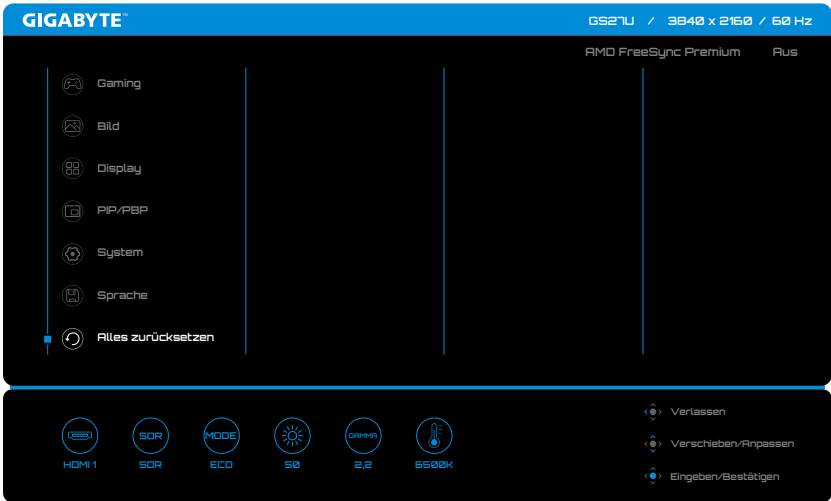 GIGABYTE™
GS27U / 3840 x 2160 / 60 Hz
AMD FreeSync Premium Aus
Gaming
Bild
Display
PIP/PBP
System
Sprache
Alles zurücksetzen
SDR MODE GAMMA
HDMI 1 SDR ECO 50 2,2 6500K
Verlassen
Verschieben/Anpassen
Eingeben/Bestätigen